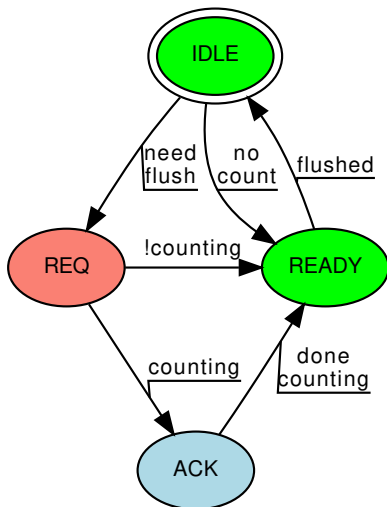 IDLE
need
flush
no
count
flushed
REQ
!counting
READY
counting
done
counting
ACK